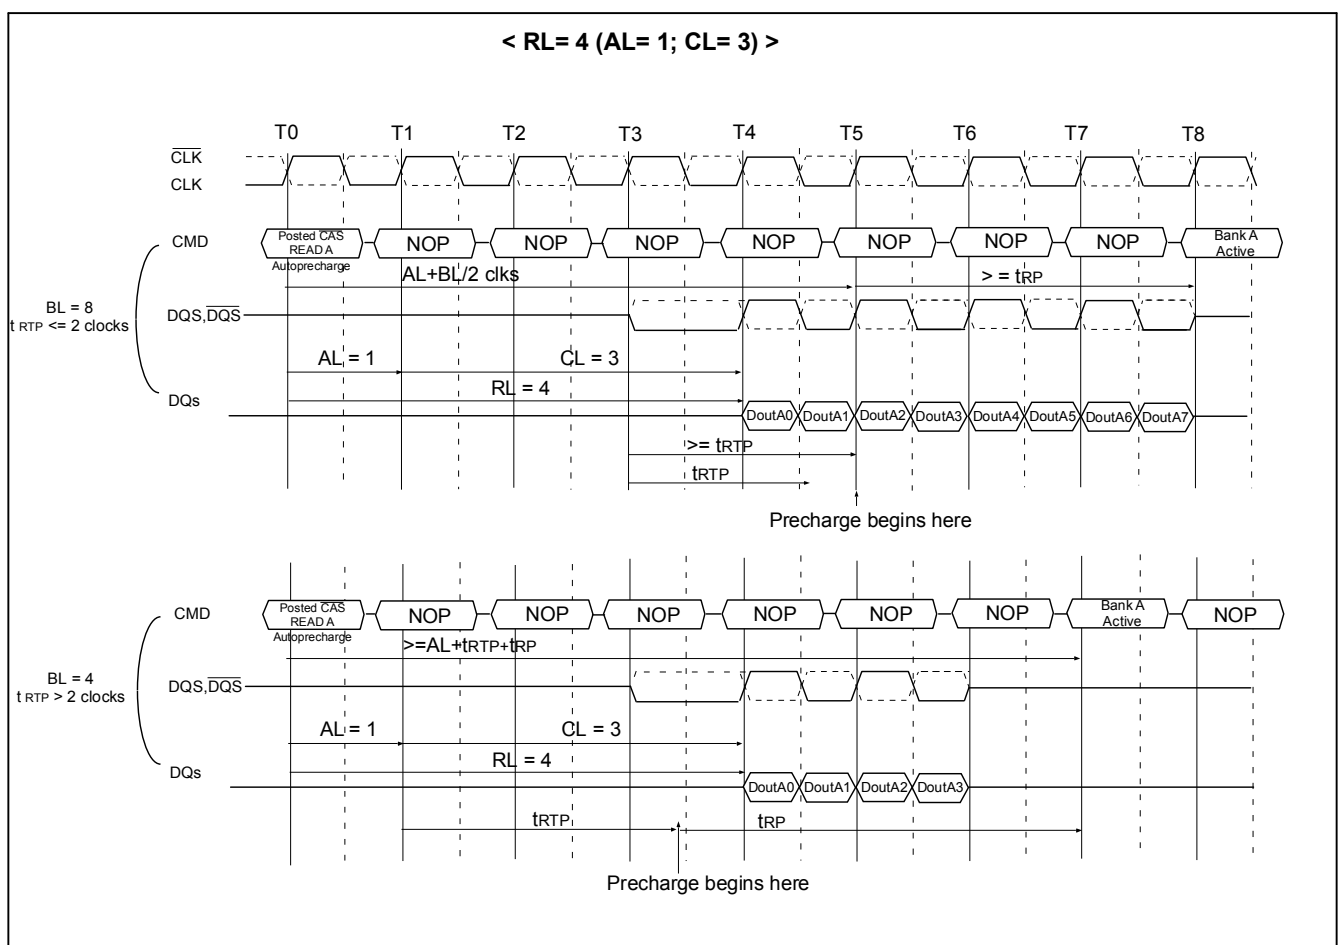 < RL= 4 (AL= 1; CL= 3) >
T0 T1 T2 T3 T4 T5 T6 T7 T8
CLK
CLK
CMD
Posted CAS
READ A
Autoprecharge
NOP NOP NOP NOP NOP NOP NOP
Bank A
Active
AL+BL/2 clks
> = tRP
BL = 8
t RTP <= 2 clocks
DQS,DQS
AL = 1
CL = 3
RL = 4
DQs
DoutA0 DoutA1 DoutA2 DoutA3 DoutA4 DoutA5 DoutA6 DoutA7
>= tRTP
tRTP
Precharge begins here
CMD
Posted CAS
READ A
Autoprecharge
NOP NOP NOP NOP NOP NOP
Bank A
Active
NOP
>=AL+tRTP+tRP
BL = 4
t RTP > 2 clocks
DQS,DQS
AL = 1
CL = 3
RL = 4
DQs
DoutA0 DoutA1 DoutA2 DoutA3
tRTP
tRP
Precharge begins here